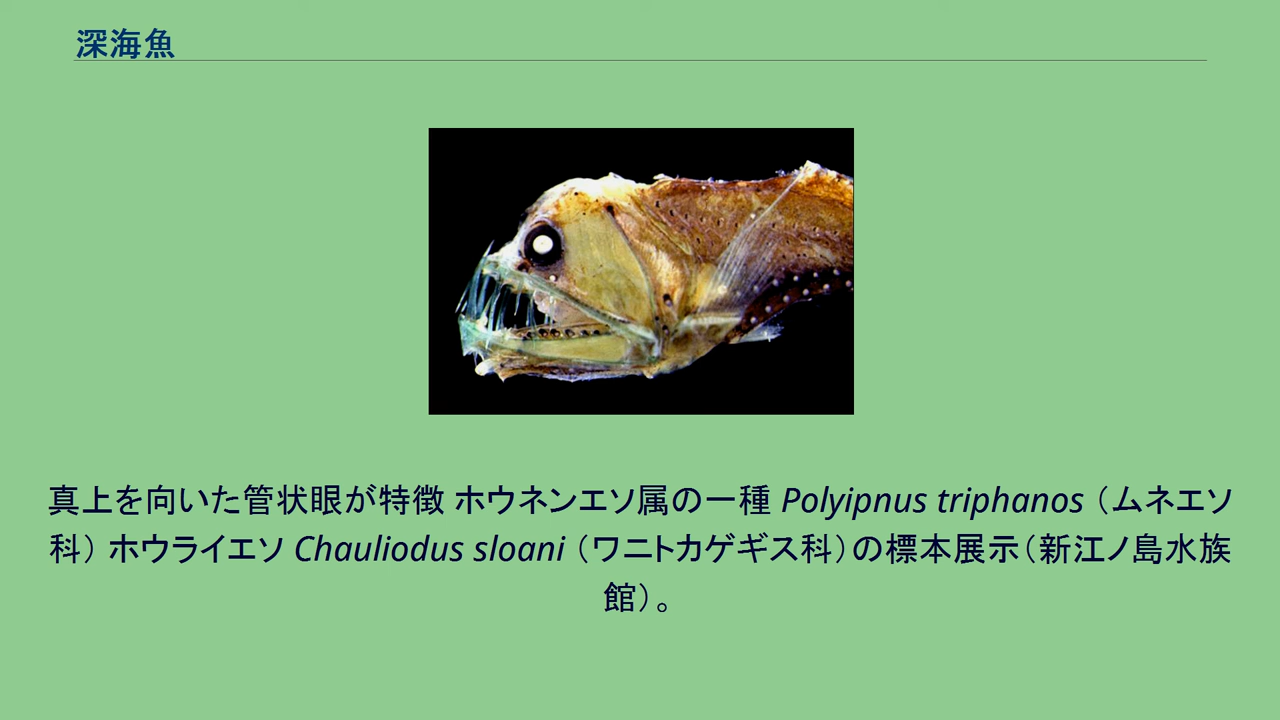 深海魚
真上を向いた管状眼が特徴 ホウネンエソ属の一種 Polyipnus triphanos （ムネエソ
科） ホウライエソ Chauliodus sloani （ワニトカゲギス科）の標本展示（新江ノ島水族
館）。